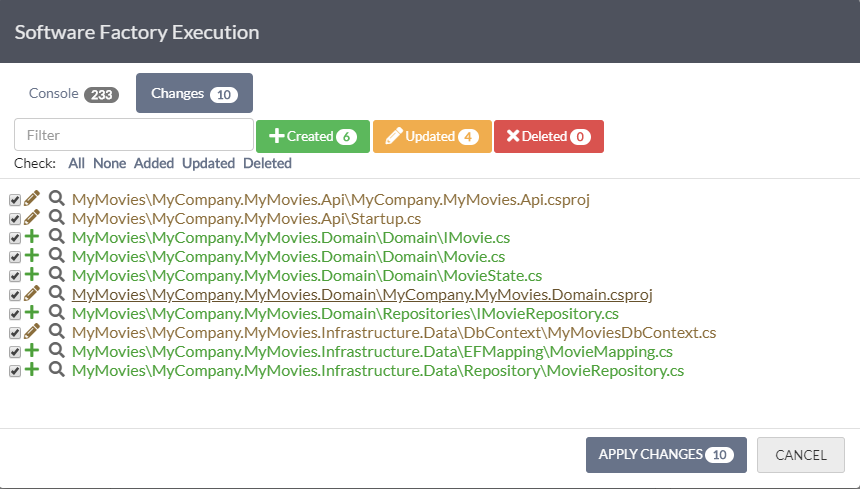 Software Factory Execution
Console 233 Changes 10
Filter Created 6 Updated 4 Deleted 0
Check: All None Added Updated Deleted
MyMovies\MyCompany.MyMovies.Api\MyCompany.MyMovies.Api.csproj
MyMovies\MyCompany.MyMovies.Api\Startup.cs
MyMovies\MyCompany.MyMovies.Domain\Domain\IMovie.cs
MyMovies\MyCompany.MyMovies.Domain\Domain\Movie.cs
MyMovies\MyCompany.MyMovies.Domain\Domain\MovieState.cs
MyMovies\MyCompany.MyMovies.Domain\MyCompany.MyMovies.Domain.csproj
MyMovies\MyCompany.MyMovies.Domain\Repositories\IMovieRepository.cs
MyMovies\MyCompany.MyMovies.Infrastructure.Data\DbContext\MyMoviesDbContext.cs
MyMovies\MyCompany.MyMovies.Infrastructure.Data\EFMapping\MovieMapping.cs
MyMovies\MyCompany.MyMovies.Infrastructure.Data\Repository\MovieRepository.cs
APPLY CHANGES 10 CANCEL